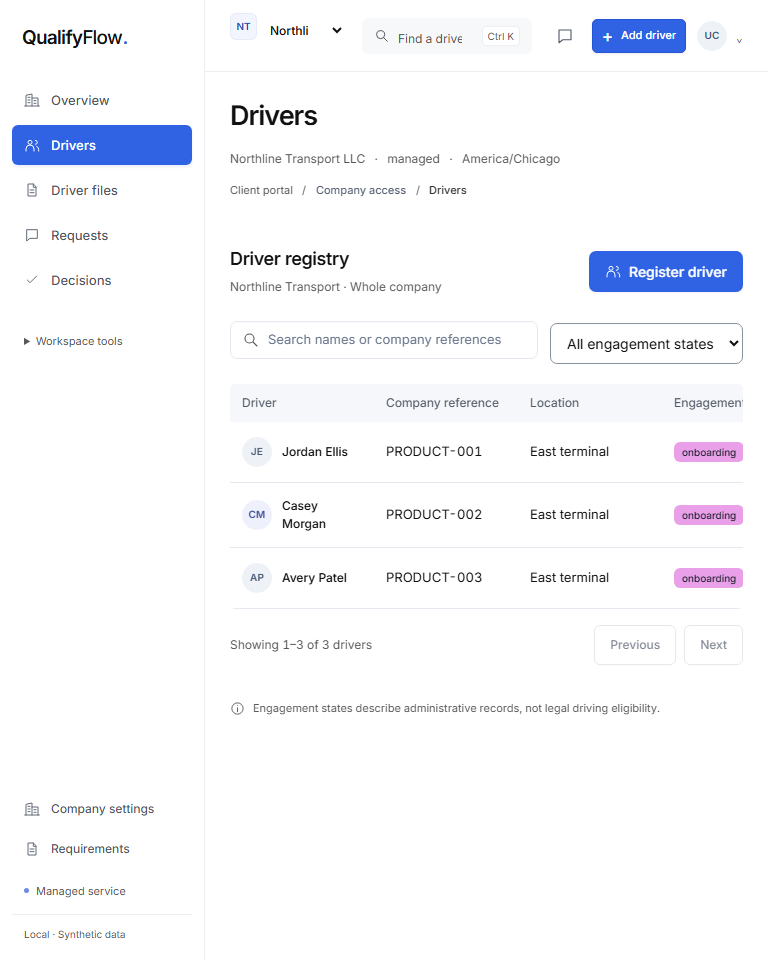 QualifyFlow.
Overview
Drivers
Driver files
Requests
Decisions
Workspace tools
Company settings
Requirements
Managed service
Local · Synthetic data
NT
Northli
Find a drive
Ctrl K
+ Add driver
UC
Drivers
Northline Transport LLC · managed · America/Chicago
Client portal / Company access / Drivers
Driver registry
Northline Transport · Whole company
Register driver
Search names or company references
All engagement states
Driver Company reference Location Engagement
JE Jordan Ellis PRODUCT-001 East terminal onboarding
CM Casey Morgan PRODUCT-002 East terminal onboarding
AP Avery Patel PRODUCT-003 East terminal onboarding
Showing 1–3 of 3 drivers
Previous
Next
Engagement states describe administrative records, not legal driving eligibility.